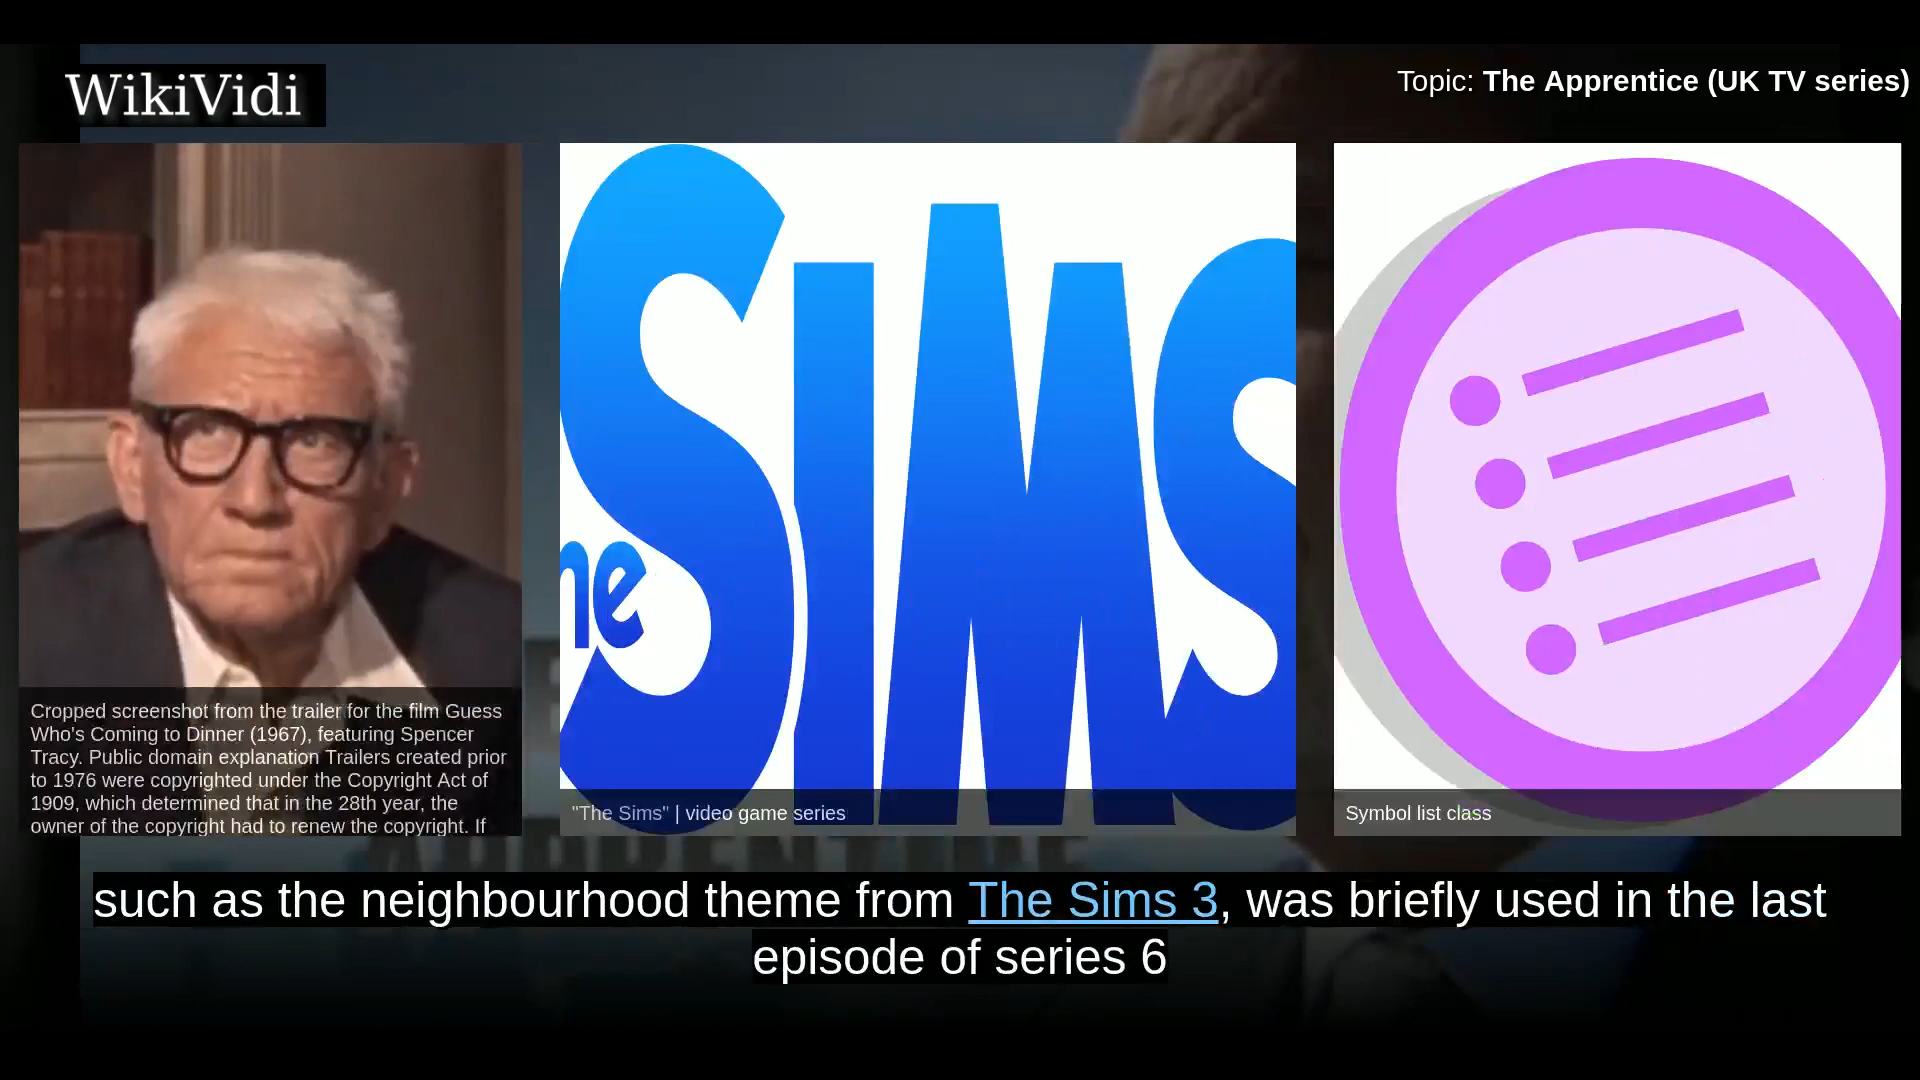 WikiVidi
Topic: The Apprentice (UK TV series)
Cropped screenshot from the trailer for the film Guess
Who's Coming to Dinner (1967), featuring Spencer
Tracy. Public domain explanation Trailers created prior
to 1976 were copyrighted under the Copyright Act of
1909, which determined that in the 28th year, the
owner of the copyright had to renew the copyright. If
he SIMS
"The Sims" | video game series
Symbol list class
APPRENTICE
such as the neighbourhood theme from The Sims 3, was briefly used in the last
episode of series 6